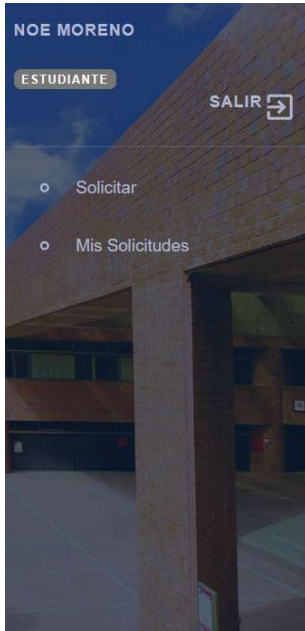 NOE MORENO
ESTUDIANTE
SALIR
Solicitar
Mis Solicitudes